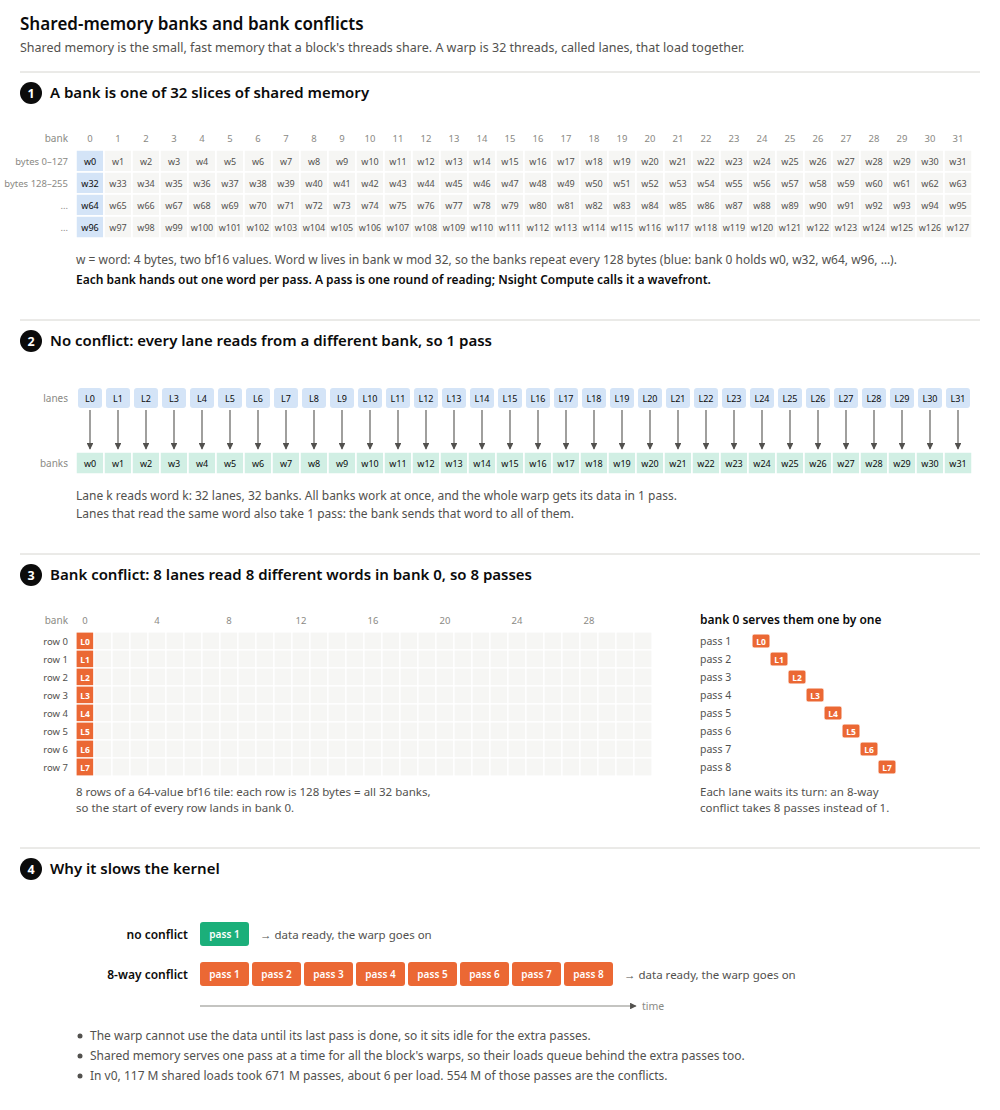 Shared-memory banks and bank conflicts
Shared memory is the small, fast memory that a block's threads share. A warp is 32 threads, called lanes, that load together.
1 A bank is one of 32 slices of shared memory
bank 0 1 2 3 4 5 6 7 8 9 10 11 12 13 14 15 16 17 18 19 20 21 22 23 24 25 26 27 28 29 30 31
bytes 0–127 w0 w1 w2 w3 w4 w5 w6 w7 w8 w9 w10 w11 w12 w13 w14 w15 w16 w17 w18 w19 w20 w21 w22 w23 w24 w25 w26 w27 w28 w29 w30 w31
bytes 128–255 w32 w33 w34 w35 w36 w37 w38 w39 w40 w41 w42 w43 w44 w45 w46 w47 w48 w49 w50 w51 w52 w53 w54 w55 w56 w57 w58 w59 w60 w61 w62 w63
... w64 w65 w66 w67 w68 w69 w70 w71 w72 w73 w74 w75 w76 w77 w78 w79 w80 w81 w82 w83 w84 w85 w86 w87 w88 w89 w90 w91 w92 w93 w94 w95
... w96 w97 w98 w99 w100 w101 w102 w103 w104 w105 w106 w107 w108 w109 w110 w111 w112 w113 w114 w115 w116 w117 w118 w119 w120 w121 w122 w123 w124 w125 w126 w127
w = word: 4 bytes, two bf16 values. Word w lives in bank w mod 32, so the banks repeat every 128 bytes (blue: bank 0 holds w0, w32, w64, w96, ...).
Each bank hands out one word per pass. A pass is one round of reading; Nsight Compute calls it a wavefront.
2 No conflict: every lane reads from a different bank, so 1 pass
lanes L0 L1 L2 L3 L4 L5 L6 L7 L8 L9 L10 L11 L12 L13 L14 L15 L16 L17 L18 L19 L20 L21 L22 L23 L24 L25 L26 L27 L28 L29 L30 L31
banks w0 w1 w2 w3 w4 w5 w6 w7 w8 w9 w10 w11 w12 w13 w14 w15 w16 w17 w18 w19 w20 w21 w22 w23 w24 w25 w26 w27 w28 w29 w30 w31
Lane k reads word k: 32 lanes, 32 banks. All banks work at once, and the whole warp gets its data in 1 pass.
Lanes that read the same word also take 1 pass: the bank sends that word to all of them.
3 Bank conflict: 8 lanes read 8 different words in bank 0, so 8 passes
bank 0 4 8 12 16 20 24 28
row 0 L0
row 1 L1
row 2 L2
row 3 L3
row 4 L4
row 5 L5
row 6 L6
row 7 L7
8 rows of a 64-value bf16 tile: each row is 128 bytes = all 32 banks,
so the start of every row lands in bank 0.
bank 0 serves them one by one
pass 1 L0
pass 2 L1
pass 3 L2
pass 4 L3
pass 5 L4
pass 6 L5
pass 7 L6
pass 8 L7
Each lane waits its turn: an 8-way
conflict takes 8 passes instead of 1.
4 Why it slows the kernel
no conflict pass 1 → data ready, the warp goes on
8-way conflict pass 1 pass 2 pass 3 pass 4 pass 5 pass 6 pass 7 pass 8 → data ready, the warp goes on
time
• The warp cannot use the data until its last pass is done, so it sits idle for the extra passes.
• Shared memory serves one pass at a time for all the block's warps, so their loads queue behind the extra passes too.
• In v0, 117 M shared loads took 671 M passes, about 6 per load. 554 M of those passes are the conflicts.